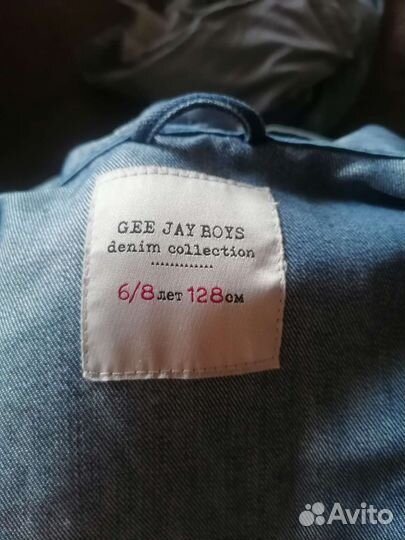 GEE JAY BOYS
denim collection
6/8 лет 128 см
Avito